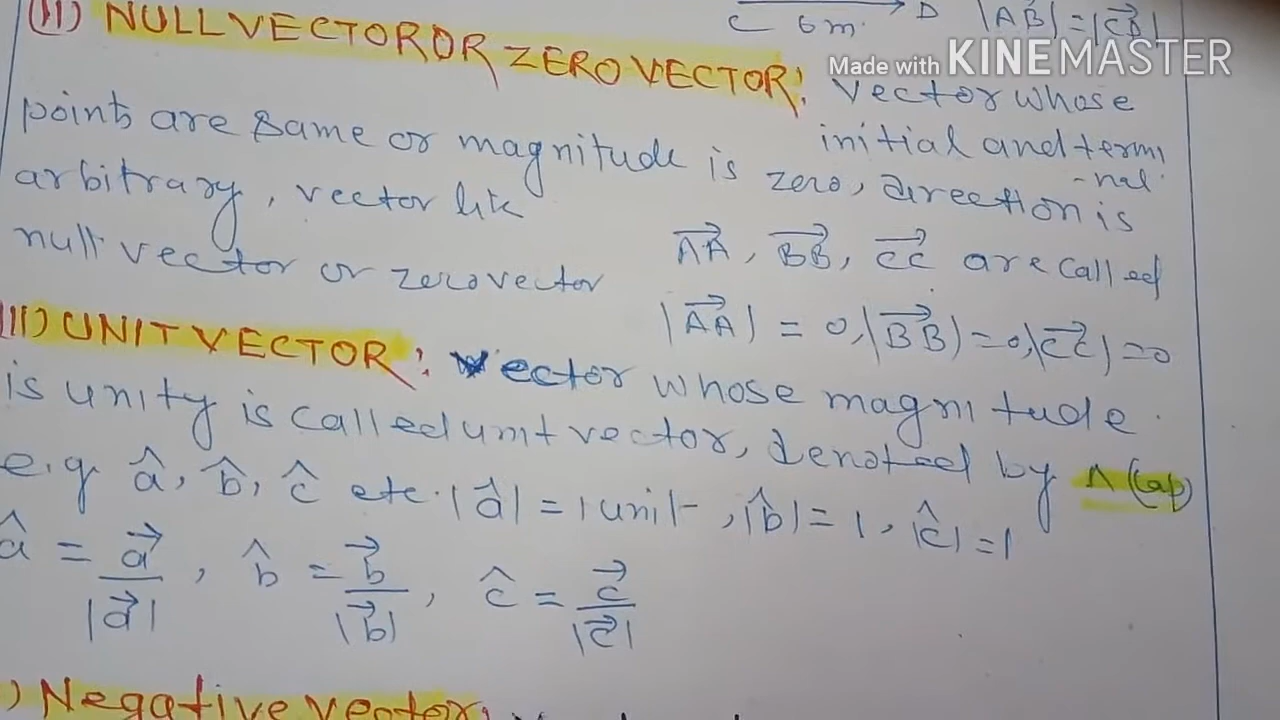 C 6m. D |AB| = |CD|
Made with KINEMASTER
(II) NULL VECTOR OR ZERO VECTOR: Vector whose
initial and termi
-nal
points are same or magnitude is zero, direction is
arbitrary, vector like
AA, BB, CC are called
null vector or zero vector
|AA| = 0, |BB| = 0, |CC| = 0
III) UNIT VECTOR: Vector whose magnitude
is unity is called unit vector, denoted by ^ (cap)
e.g â, b̂, ĉ etc. |â| = 1 unit, |b̂| = 1, |ĉ| = 1
â = a⃗/|a⃗|, b̂ = b⃗/|b⃗|, ĉ = c⃗/|c⃗|
) Negative vector: